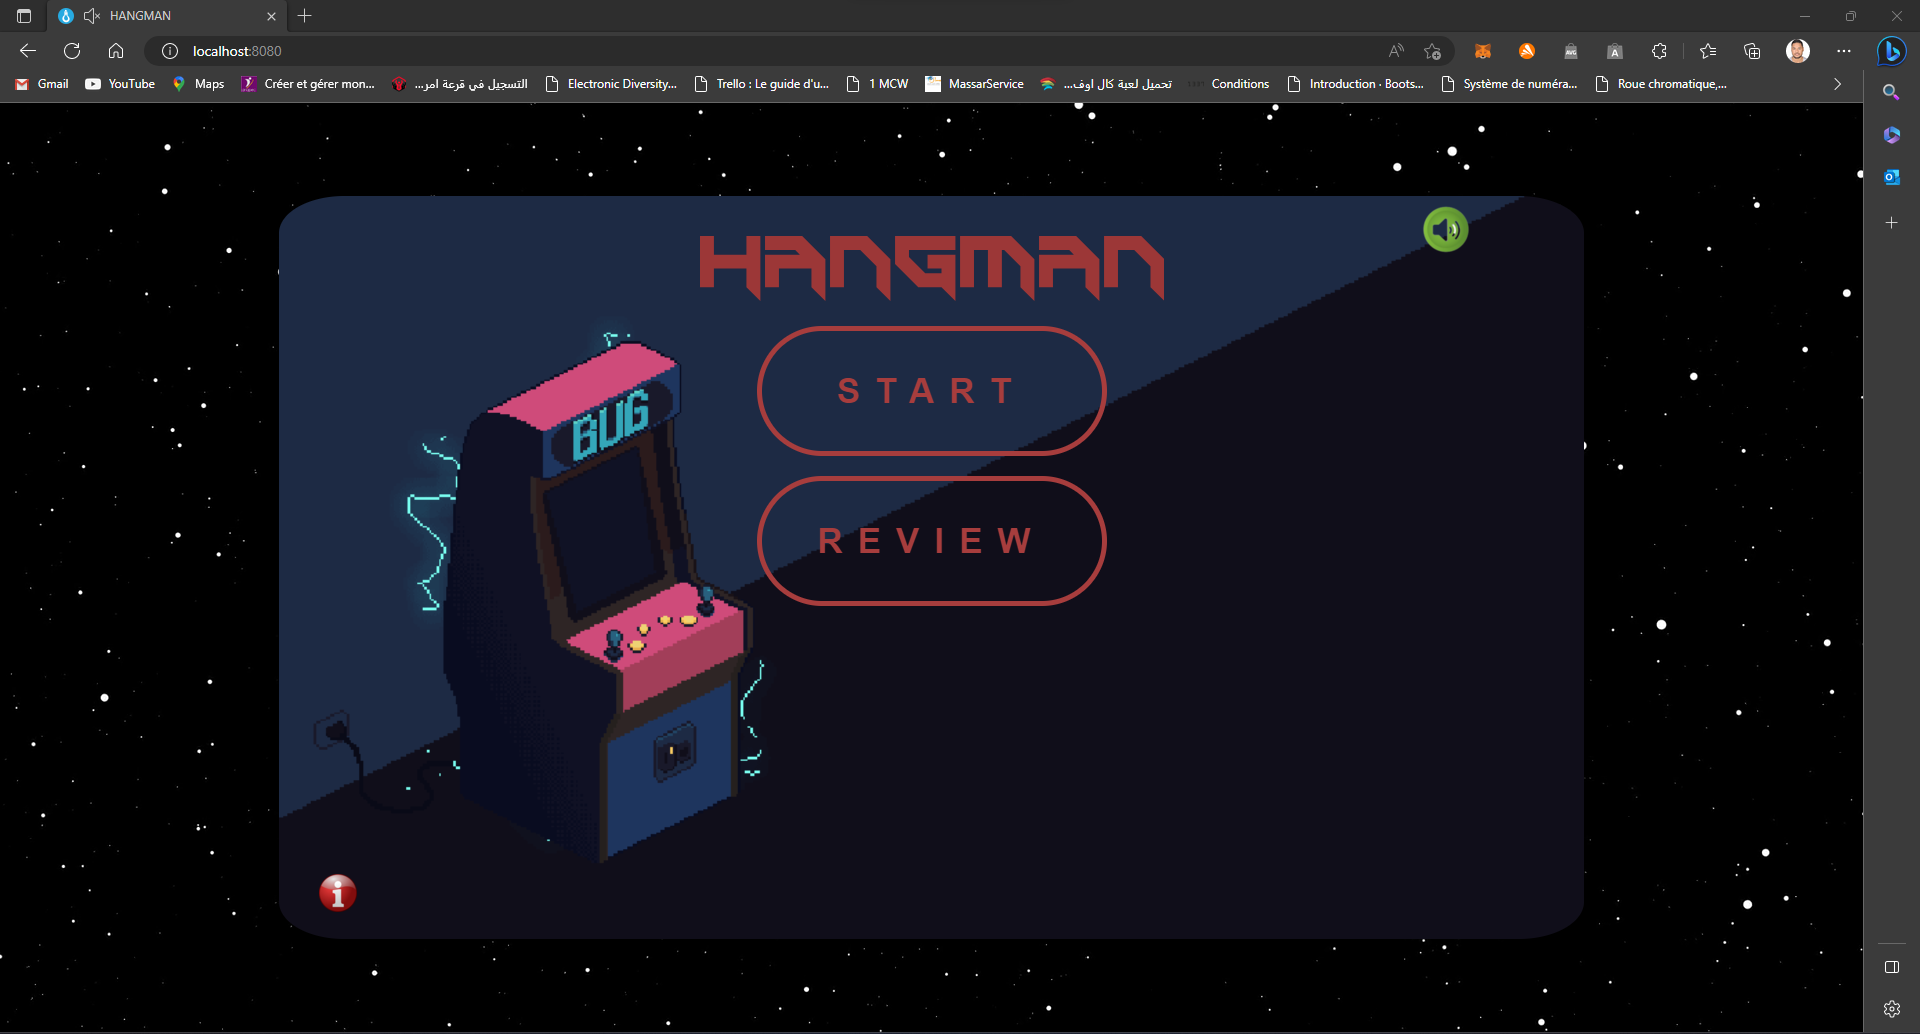 HANGMAN
localhost:8080
Gmail
YouTube
Maps
Créer et gérer mon...
التسجيل في قرعة امر...
Electronic Diversity...
Trello : Le guide d'u...
1 MCW
MassarService
تحميل لعبة كال اوف...
Conditions
Introduction · Boots...
Système de numéra...
Roue chromatique,...
HANGMAN
START
REVIEW
BUG